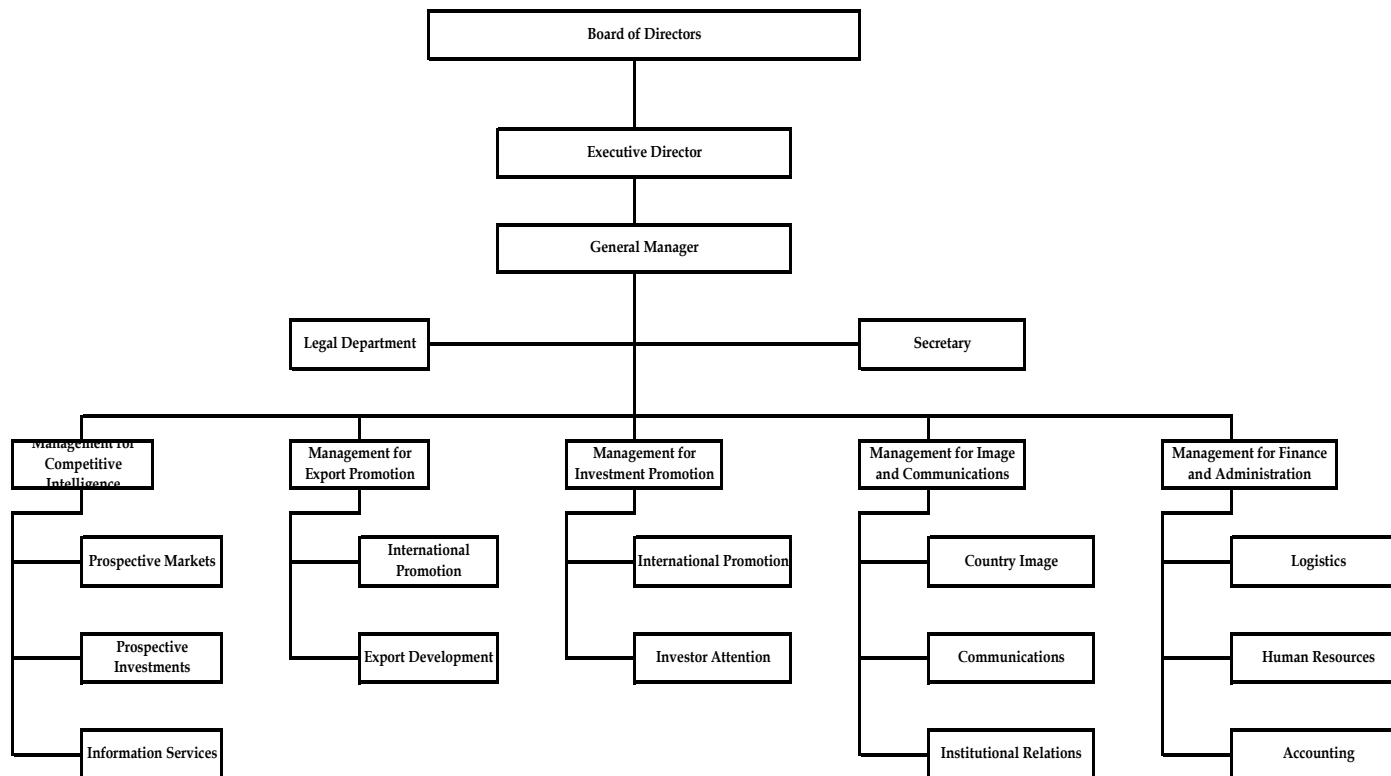 Board of Directors
Executive Director
General Manager
Legal Department
Secretary
Management for
Competitive
Intelligence
Management for
Export Promotion
Management for
Investment Promotion
Management for Image
and Communications
Management for Finance
and Administration
Prospective Markets
International
Promotion
International Promotion
Country Image
Logistics
Prospective
Investments
Export Development
Investor Attention
Communications
Human Resources
Information Services
Institutional Relations
Accounting